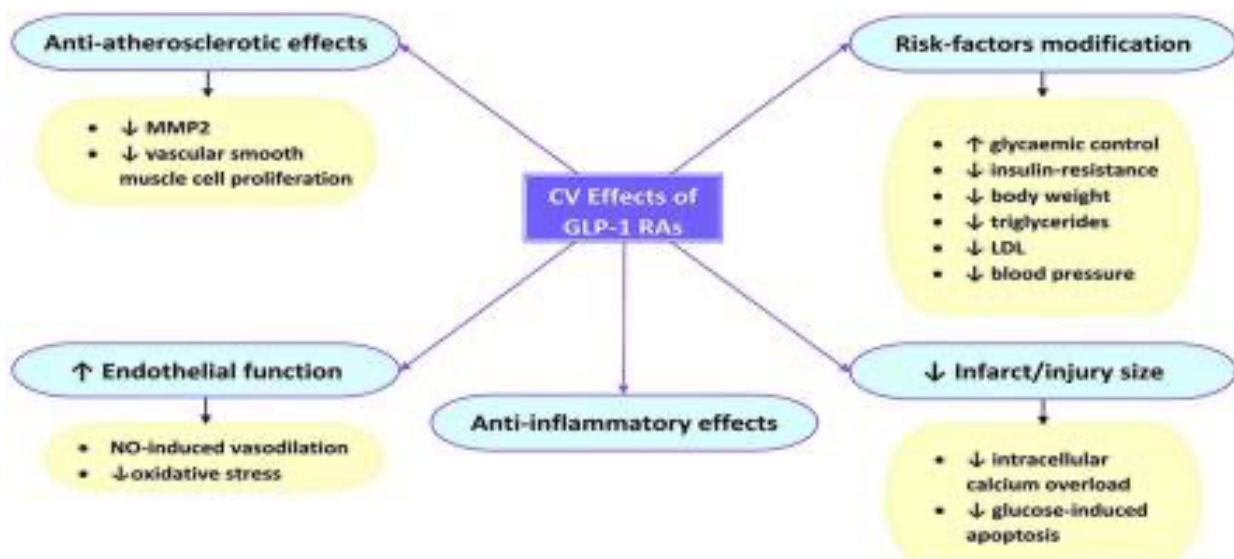 Anti-atherosclerotic effects
• ↓ MMP2
• ↓ vascular smooth
muscle cell proliferation
Risk-factors modification
• ↑ glycaemic control
• ↓ insulin-resistance
• ↓ body weight
• ↓ triglycerides
• ↓ LDL
• ↓ blood pressure
CV Effects of
GLP-1 RAs
↑ Endothelial function
• NO-induced vasodilation
• ↓oxidative stress
Anti-inflammatory effects
↓ Infarct/injury size
• ↓ intracellular
calcium overload
• ↓ glucose-induced
apoptosis